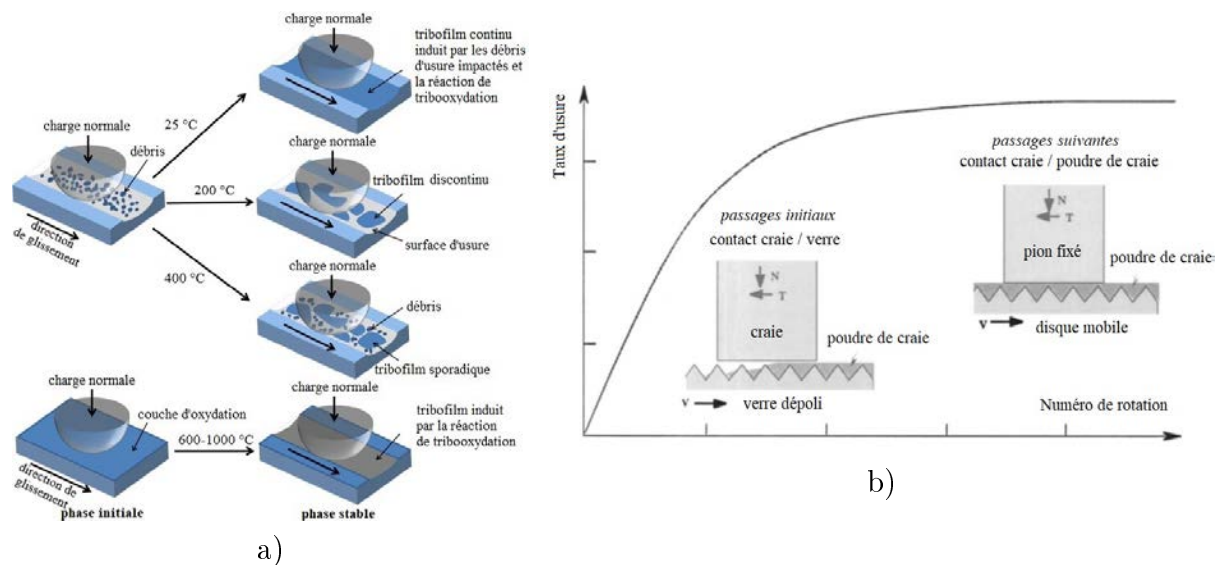 charge normale
tribofilm continu
induit par les débris
d'usure impactés et
la réaction de
tribooxydation
25 °C
charge normale
débris
charge normale
200 °C
tribofilm discontinu
direction
de glissement
surface d'usure
400 °C
charge normale
débris
tribofilm sporadique
charge normale
charge normale
couche d'oxydation
600-1000 °C
tribofilm induit
par la réaction
de tribooxydation
direction de
glissement
phase initiale
phase stable
a)
Taux d'usure
passages initiaux
contact craie / verre
N
T
craie
poudre de craie
v
verre dépoli
passages suivantes
contact craie / poudre de craie
N
T
pion fixé
poudre de craie
v
disque mobile
Numéro de rotation
b)